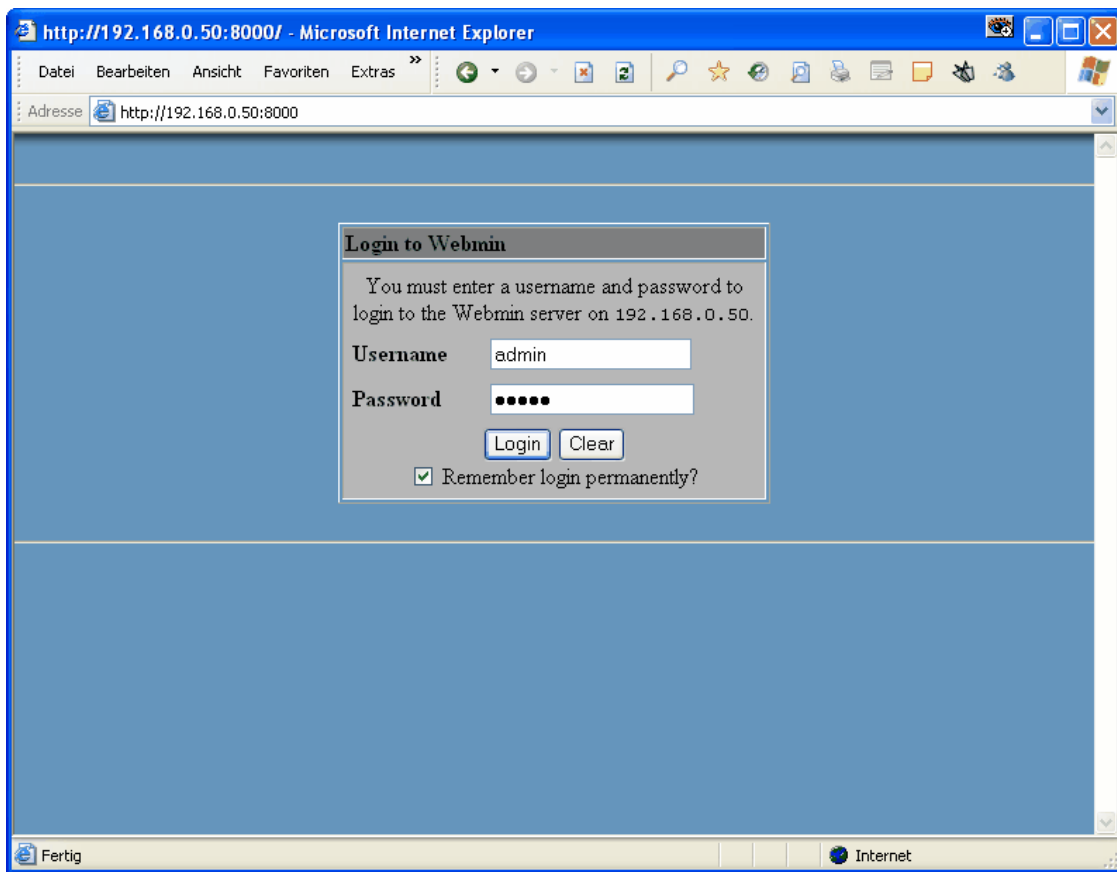 http://192.168.0.50:8000/ - Microsoft Internet Explorer
Datei Bearbeiten Ansicht Favoriten Extras »
Adresse http://192.168.0.50:8000
Login to Webmin
You must enter a username and password to
login to the Webmin server on 192.168.0.50.
Username admin
Password •••••
Login Clear
Remember login permanently?
Fertig Internet